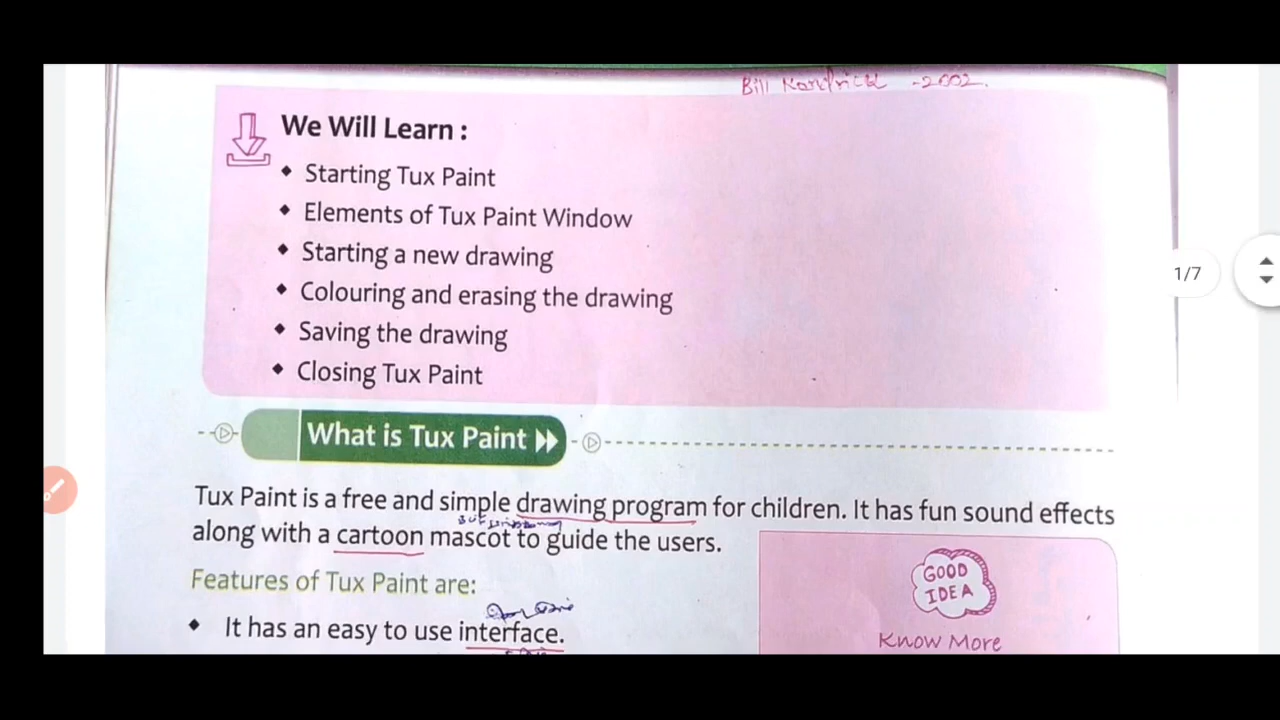 Bill Kendrick -2002.
We Will Learn :
◆ Starting Tux Paint
◆ Elements of Tux Paint Window
◆ Starting a new drawing
◆ Colouring and erasing the drawing
◆ Saving the drawing
◆ Closing Tux Paint
1/7
What is Tux Paint
Tux Paint is a free and simple drawing program for children. It has fun sound effects
along with a cartoon mascot to guide the users.
GOOD
IDEA
Features of Tux Paint are:
◆ It has an easy to use interface.
Know More